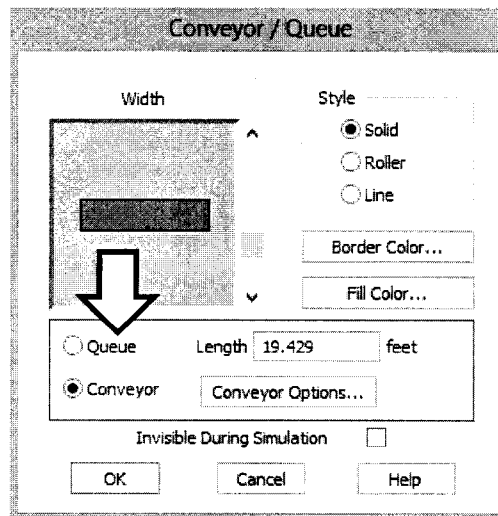 Conveyor / Queue
Width
Style
Solid
Roller
Line
Border Color...
Fill Color...
Queue
Length 19.429 feet
Conveyor
Conveyor Options...
Invisible During Simulation
OK
Cancel
Help